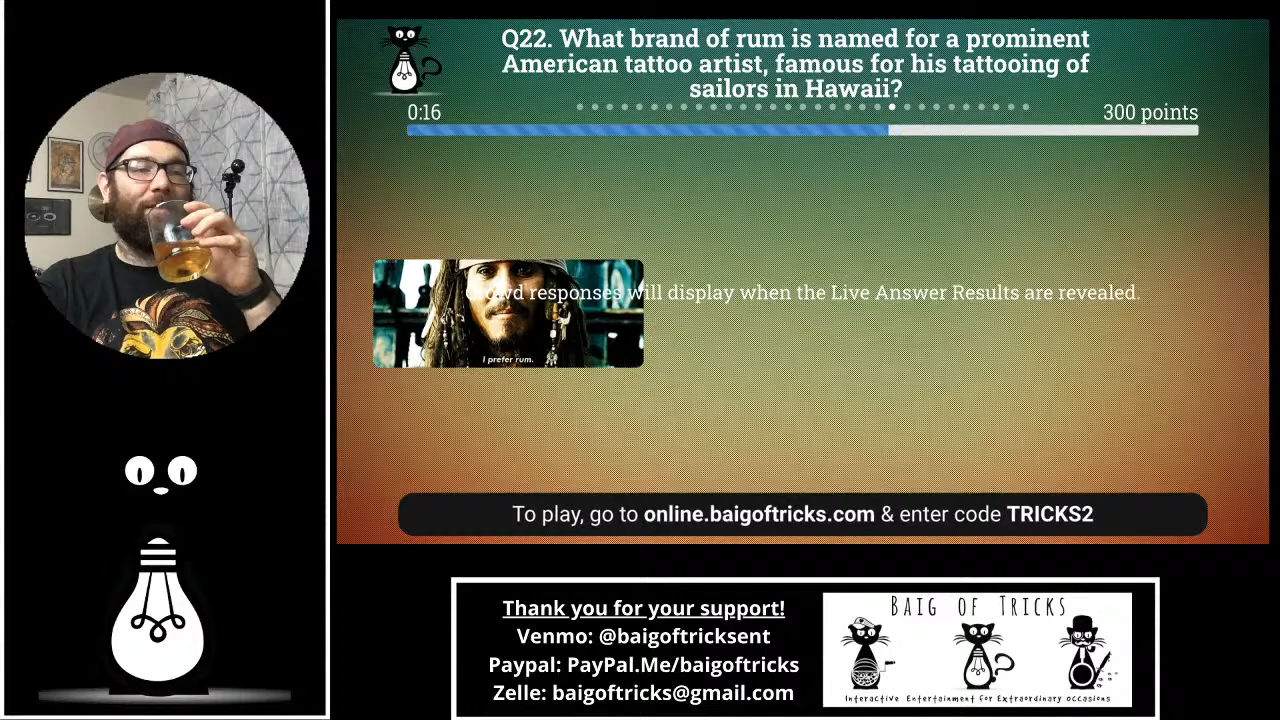 Q22. What brand of rum is named for a prominent
American tattoo artist, famous for his tattooing of
sailors in Hawaii?
0:16
300 points
responses will display when the Live Answer Results are revealed.
I prefer rum.
To play, go to online.baigoftricks.com & enter code TRICKS2
Thank you for your support!
Venmo: @baigoftricksent
Paypal: PayPal.Me/baigoftricks
Zelle: baigoftricks@gmail.com
BAIG OF TRICKS
Interactive Entertainment for Extraordinary occasions